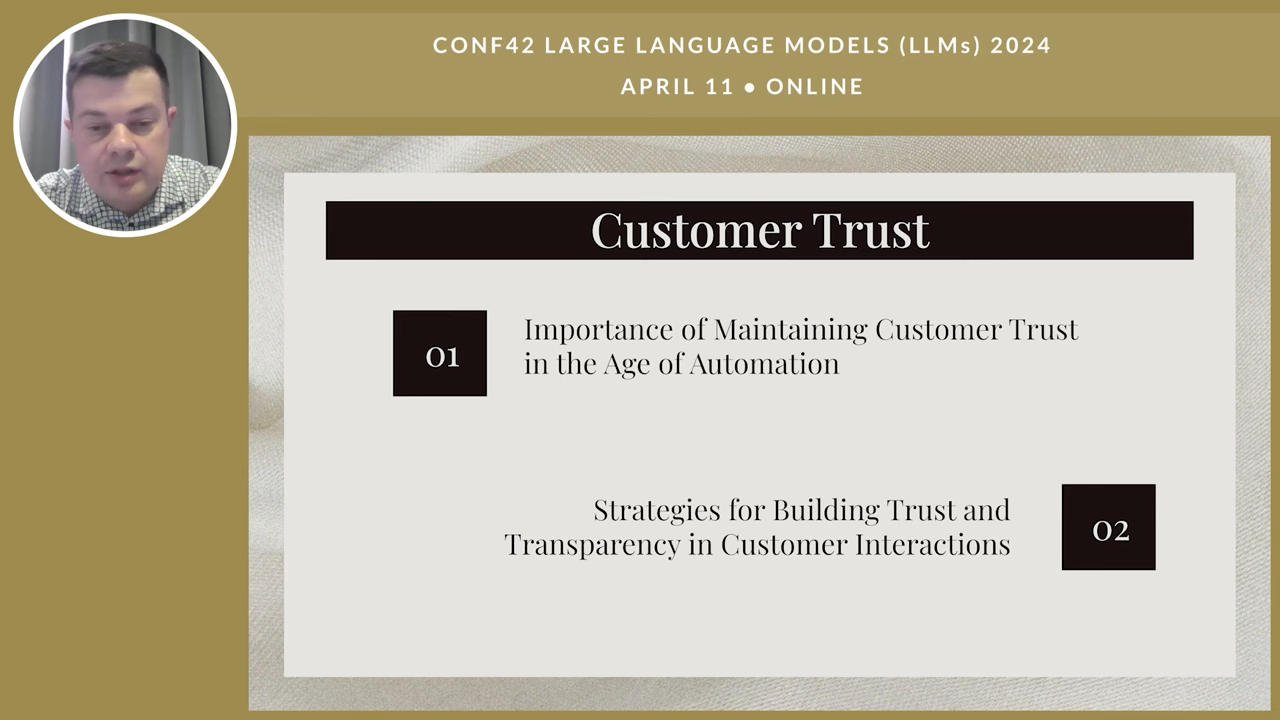 CONF42 LARGE LANGUAGE MODELS (LLMs) 2024
APRIL 11 • ONLINE
Customer Trust
01
Importance of Maintaining Customer Trust
in the Age of Automation
Strategies for Building Trust and
Transparency in Customer Interactions
02